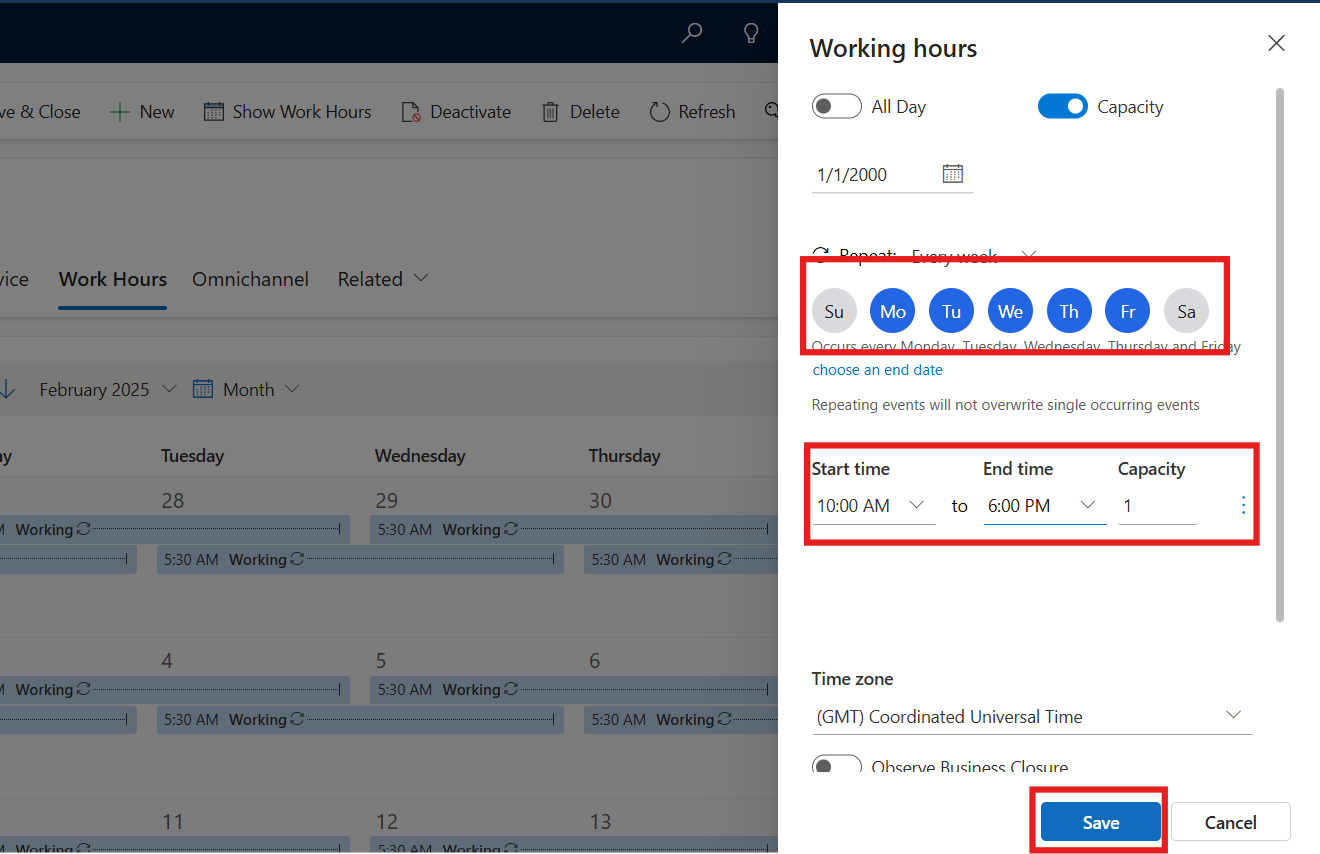 Working hours
ve & Close New Show Work Hours Deactivate Delete Refresh
All Day Capacity
1/1/2000
Repeat: Every week
vice Work Hours Omnichannel Related
Su Mo Tu We Th Fr Sa
Occurs every Monday, Tuesday, Wednesday, Thursday and Friday
choose an end date
Repeating events will not overwrite single occurring events
February 2025 Month
ay Tuesday Wednesday Thursday
Start time End time Capacity
10:00 AM to 6:00 PM 1
28 29 30
M Working 5:30 AM Working
5:30 AM Working 5:30 AM Working
4 5 6
M Working 5:30 AM Working
5:30 AM Working 5:30 AM Working
Time zone
(GMT) Coordinated Universal Time
Observe Business Closure
11 12 13
M Working 5:30 AM Working
Save Cancel